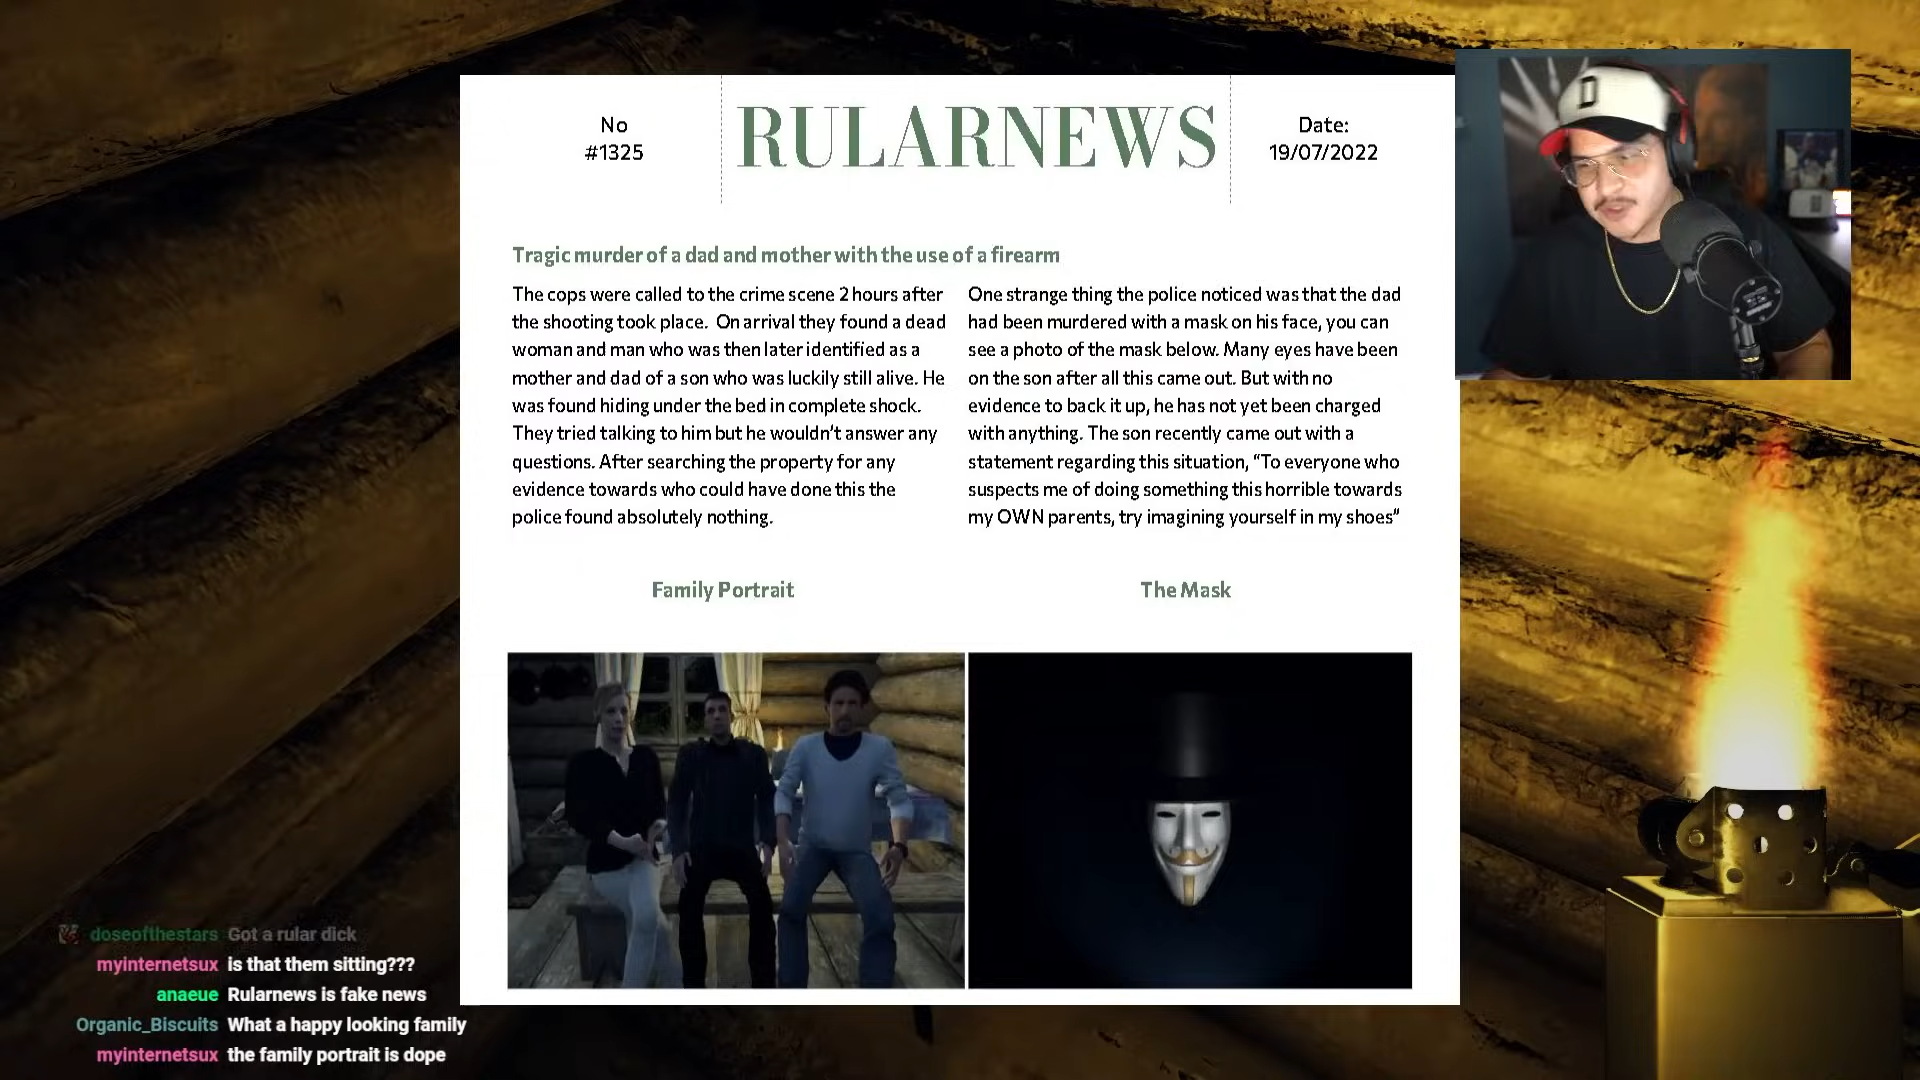 No
#1325
RULARNEWS
Date:
19/07/2022
Tragic murder of a dad and mother with the use of a firearm
The cops were called to the crime scene 2 hours after
the shooting took place. On arrival they found a dead
woman and man who was then later identified as a
mother and dad of a son who was luckily still alive. He
was found hiding under the bed in complete shock.
They tried talking to him but he wouldn't answer any
questions. After searching the property for any
evidence towards who could have done this the
police found absolutely nothing.
One strange thing the police noticed was that the dad
had been murdered with a mask on his face, you can
see a photo of the mask below. Many eyes have been
on the son after all this came out. But with no
evidence to back it up, he has not yet been charged
with anything. The son recently came out with a
statement regarding this situation, “To everyone who
suspects me of doing something this horrible towards
my OWN parents, try imagining yourself in my shoes”
Family Portrait
The Mask
doseofthestars Got a rular dick
myinternetsux is that them sitting???
anaeue Rularnews is fake news
Organic_Biscuits What a happy looking family
myinternetsux the family portrait is dope
D